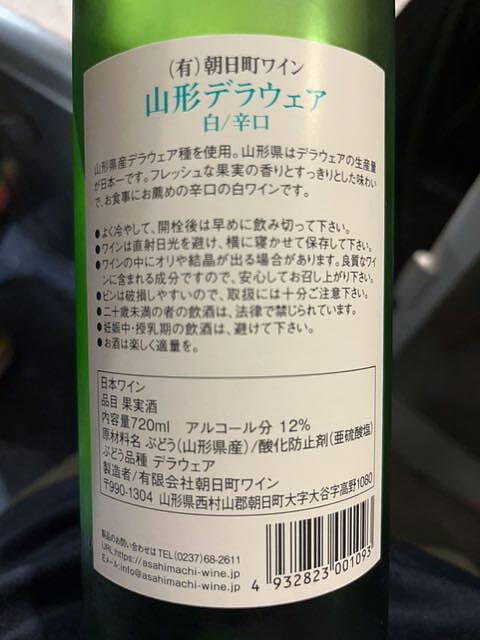 (有)朝日町ワイン
山形デラウェア
白/辛口
山形県産デラウェア種を使用。山形県はデラウェアの生産量
が日本一です。フレッシュな果実の香りとすっきりとした味わい
で、お食事にお薦めの辛口の白ワインです。
●よく冷やして、開栓後は早めに飲み切って下さい。
●ワインは直射日光を避け、横に寝かせて保存して下さい。
●ワインの中にオリや結晶が出る場合があります。良質なワイ
ンに含まれる成分ですので、安心してお召し上がり下さい。
●ビンは破損しやすいので、取扱には十分ご注意下さい。
●二十歳未満の者の飲酒は、法律で禁じられています。
●妊娠中・授乳期の飲酒は、避けて下さい。
●お酒は楽しく適量を。
日本ワイン
品目 果実酒
内容量720ml アルコール分 12%
原材料名 ぶどう(山形県産)/酸化防止剤(亜硫酸塩)
ぶどう品種 デラウェア
製造者/有限会社朝日町ワイン
〒990-1304 山形県西村山郡朝日町大字大谷字高野1080
製品のお問い合わせは TEL(0237)68-2611
URL:https://asahimachi-wine.jp
Eメール:info@asahimachi-wine.jp
4 932823 001093